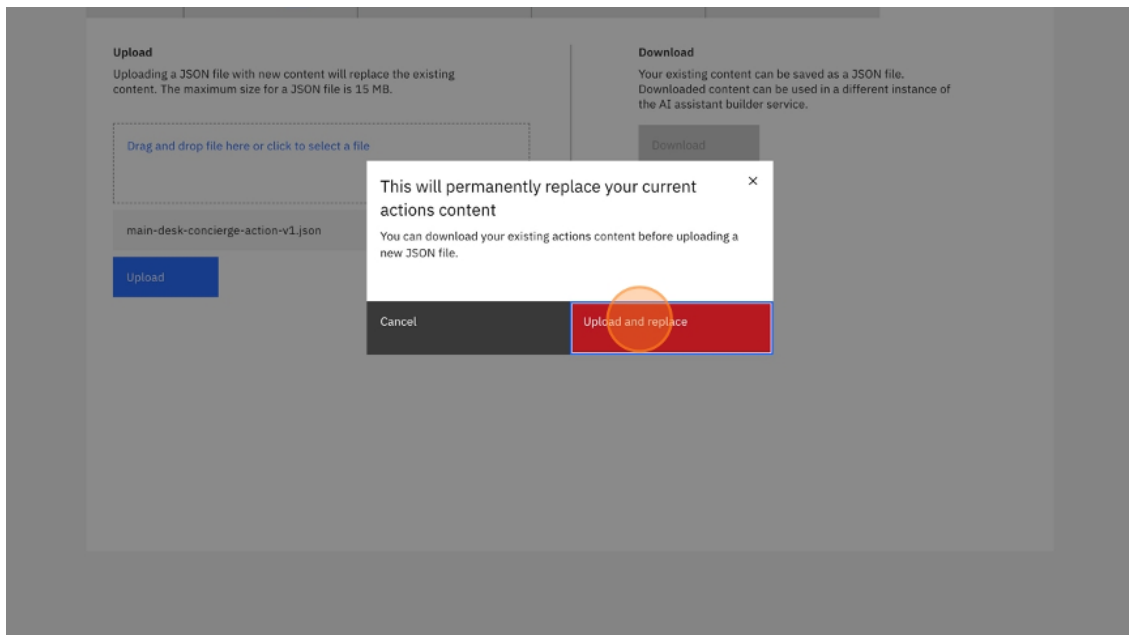 Upload
Uploading a JSON file with new content will replace the existing
content. The maximum size for a JSON file is 15 MB.
Drag and drop file here or click to select a file
main-desk-concierge-action-v1.json
Upload
Download
Your existing content can be saved as a JSON file.
Downloaded content can be used in a different instance of
the AI assistant builder service.
Download
This will permanently replace your current
actions content
You can download your existing actions content before uploading a
new JSON file.
Cancel
Upload and replace